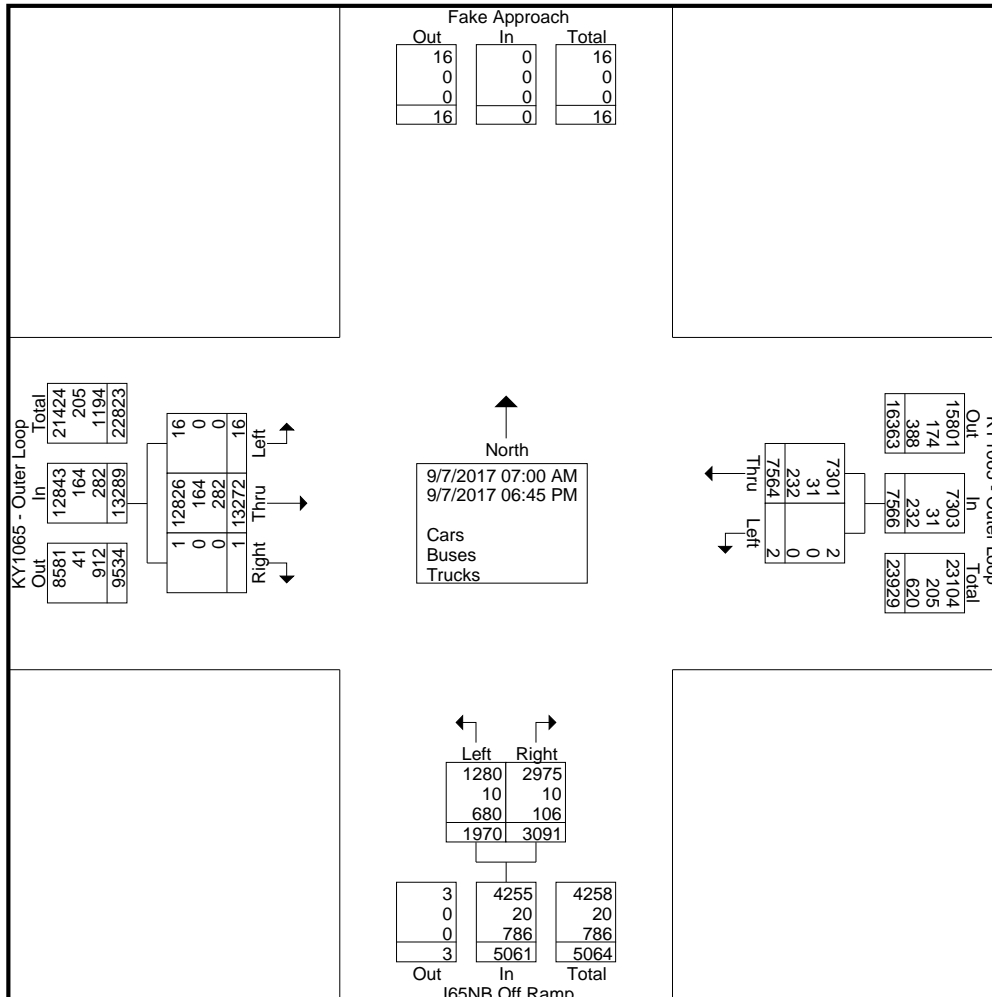 Fake Approach
Out In Total
16 0 16
0 0 0
0 0 0
16 0 16
KY1065 - Outer Loop
Total
21424
205
1194
22823
In
12843
164
282
13289
Out
8581
41
912
9534
Left
16
0
0
16
Thru
12826
164
282
13272
Right
1
0
0
1
North
9/7/2017 07:00 AM
9/7/2017 06:45 PM
Cars
Buses
Trucks
Thru
7301
31
232
7564
Left
2
0
0
2
KY1065 - Outer Loop
Out
15801
174
388
16363
In
7303
31
232
7566
Total
23104
205
620
23929
Left Right
1280 2975
10 10
680 106
1970 3091
3 4255 4258
0 20 20
0 786 786
3 5061 5064
Out In Total
I65NB Off Ramp